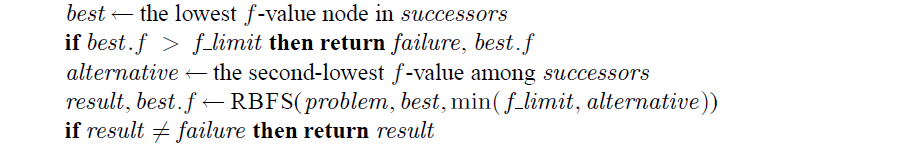 best ← the lowest f-value node in successors
if best.f > f_limit then return failure, best.f
alternative ← the second-lowest f-value among successors
result, best.f ← RBFS(problem, best, min( f_limit, alternative))
if result ≠ failure then return result